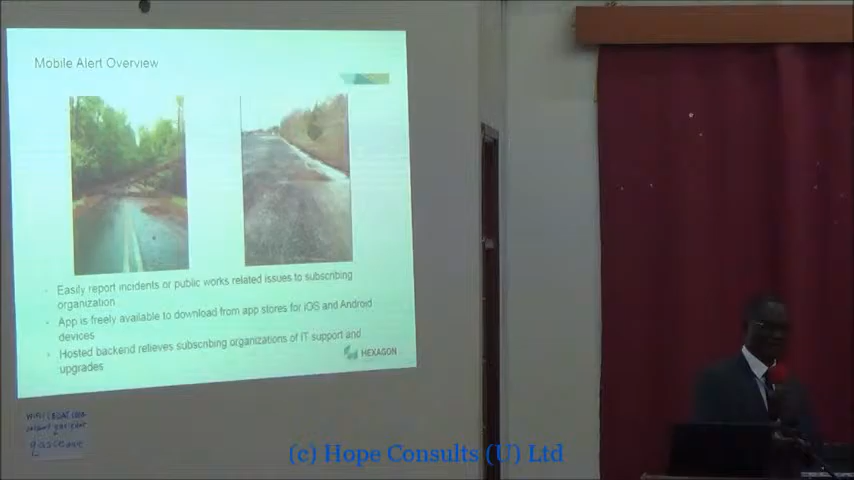 Mobile Alert Overview
Easily report incidents or public works related issues to subscribing
organization
App is freely available to download from app stores for iOS and Android
devices
Hosted backend relieves subscribing organizations of IT support and
upgrades
HEXAGON
(c) Hope Consults (U) Ltd